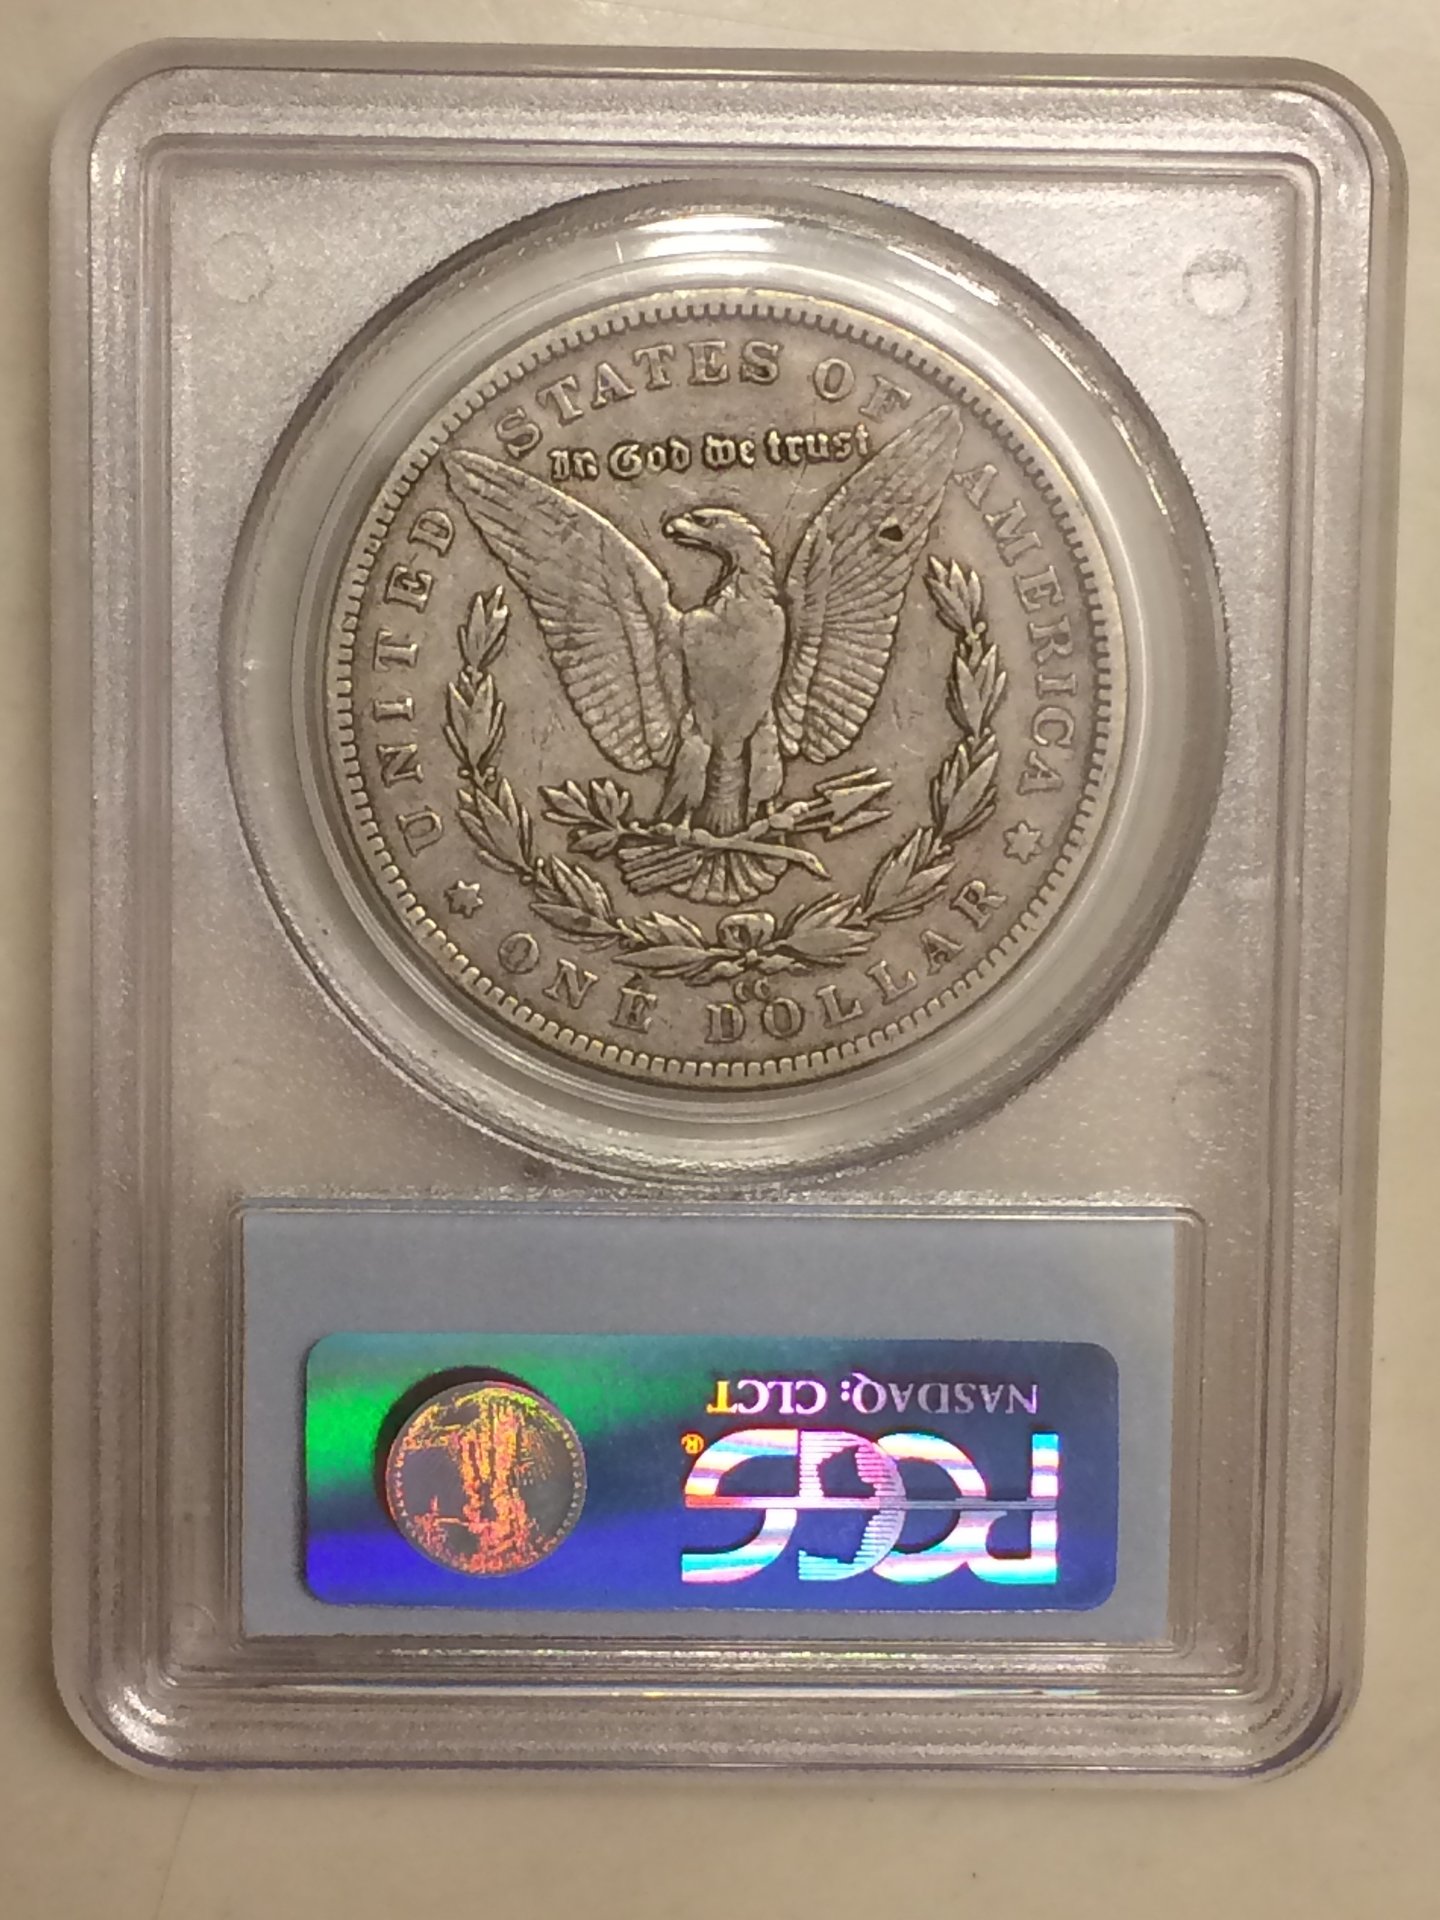 UNITED STATES OF AMERICA
In God we trust
CC
ONE DOLLAR
NASDAQ: CLCT
PCGS®